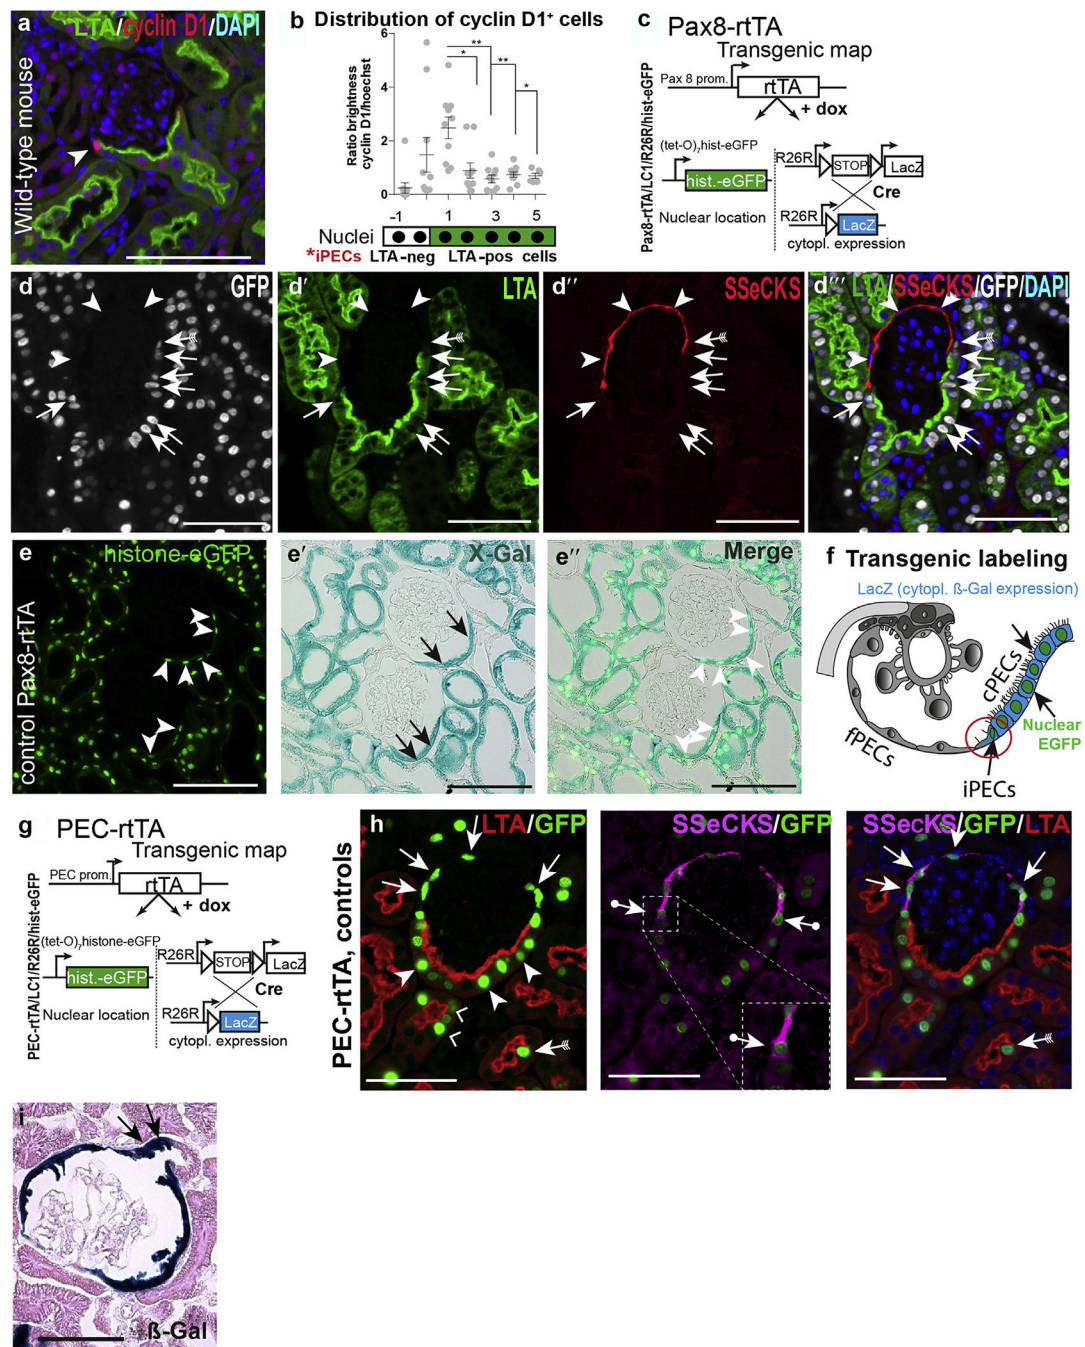 a
LTA/cyclin D1/DAPI
Wild-type mouse
b Distribution of cyclin D1⁺ cells
Ratio brightness
cyclin D1/hoechst
6
4
2
0
**
*
**
*
-1 1 3 5
Nuclei
*iPECs LTA-neg LTA-pos cells
c Pax8-rtTA
Transgenic map
Pax8-rtTA/LC1/R26R/hist-eGFP
Pax 8 prom.
rtTA
+ dox
(tet-O)₇hist-eGFP
hist.-eGFP
Nuclear location
R26R
STOP
LacZ
Cre
R26R
LacZ
cytopl. expression
d
GFP
d'
LTA
d''
SSeCKS
d''' LTA/SSeCKS/GFP/DAPI
control Pax8-rtTA
e
histone-eGFP
e'
X-Gal
e''
Merge
f Transgenic labeling
LacZ (cytopl. ß-Gal expression)
cPECs
fPECs
Nuclear
EGFP
iPECs
g PEC-rtTA
Transgenic map
PEC-rtTA/LC1/R26R/hist-eGFP
PEC prom.
rtTA
+ dox
(tet-O)₇histone-eGFP
hist.-eGFP
Nuclear location
R26R
STOP
LacZ
Cre
R26R
LacZ
cytopl. expression
PEC-rtTA, controls
h
LTA/GFP
SSeCKS/GFP
SSeCKS/GFP/LTA
i
ß-Gal